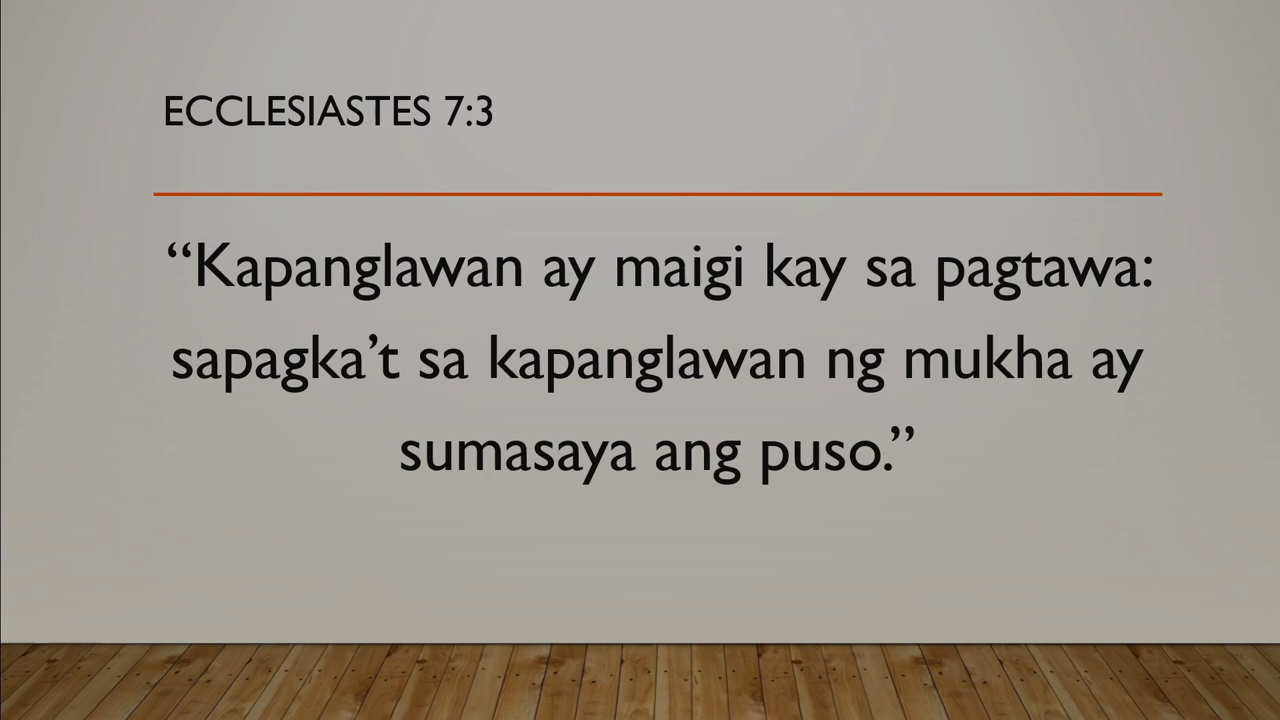 ECCLESIASTES 7:3
“Kapanglawan ay maigi kay sa pagtawa:
sapagka’t sa kapanglawan ng mukha ay
sumasaya ang puso.”